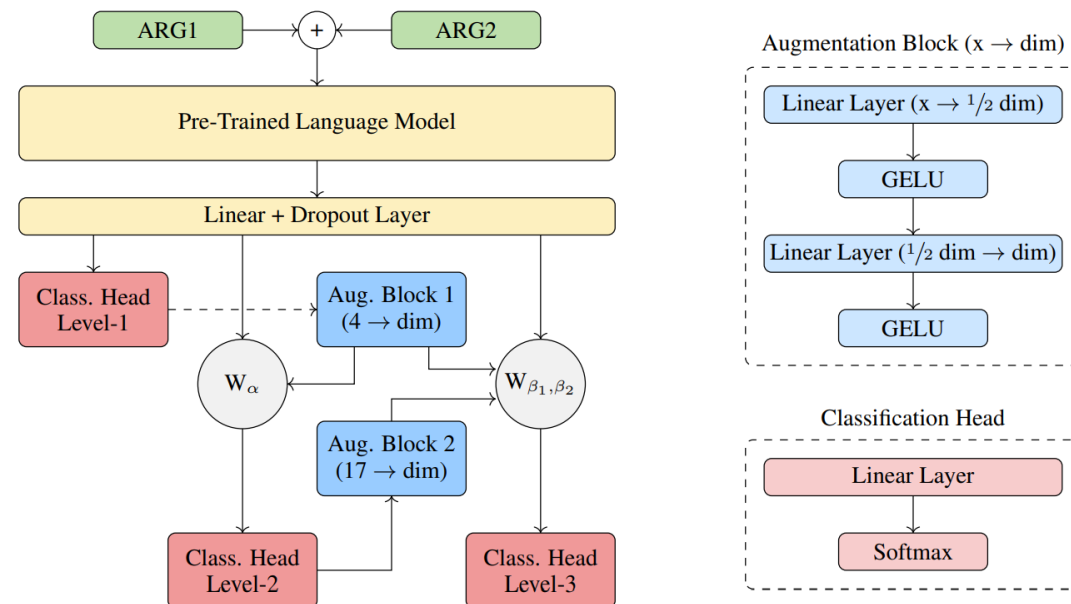 ARG1
+
ARG2
Pre-Trained Language Model
Linear + Dropout Layer
Class. Head
Level-1
Aug. Block 1
(4 → dim)
W_α
W_{β₁,β₂}
Aug. Block 2
(17 → dim)
Class. Head
Level-2
Class. Head
Level-3
Augmentation Block (x → dim)
Linear Layer (x → 1/2 dim)
GELU
Linear Layer (1/2 dim → dim)
GELU
Classification Head
Linear Layer
Softmax